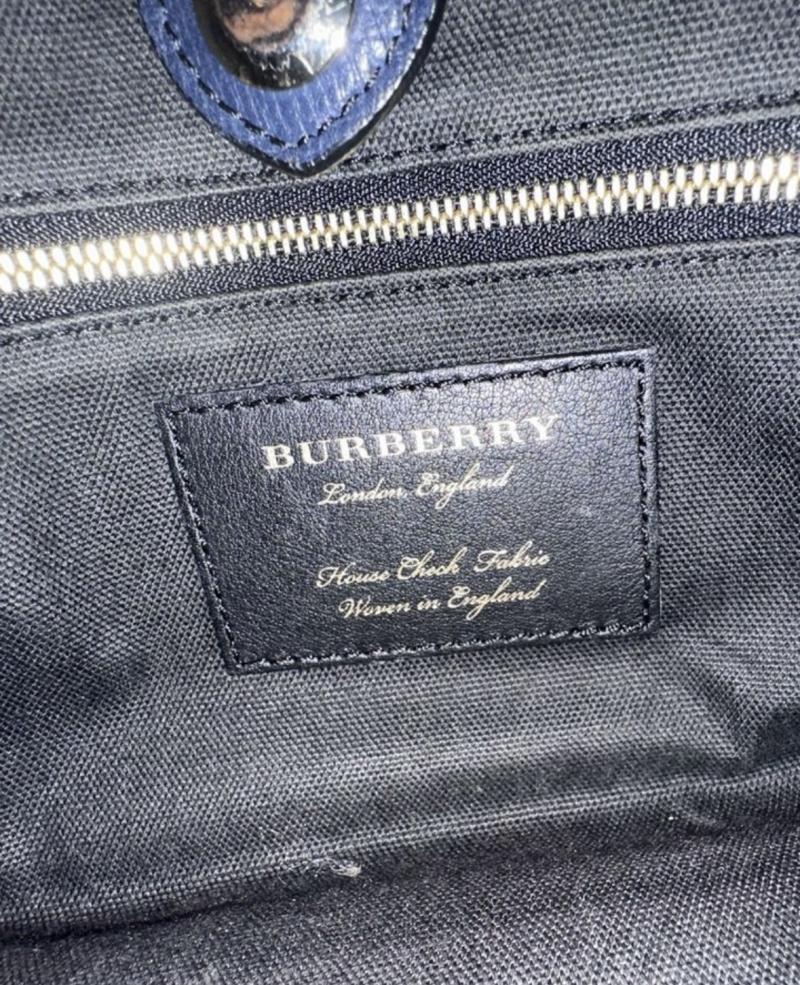 BURBERRY
London, England
House Check Fabric
Woven in England